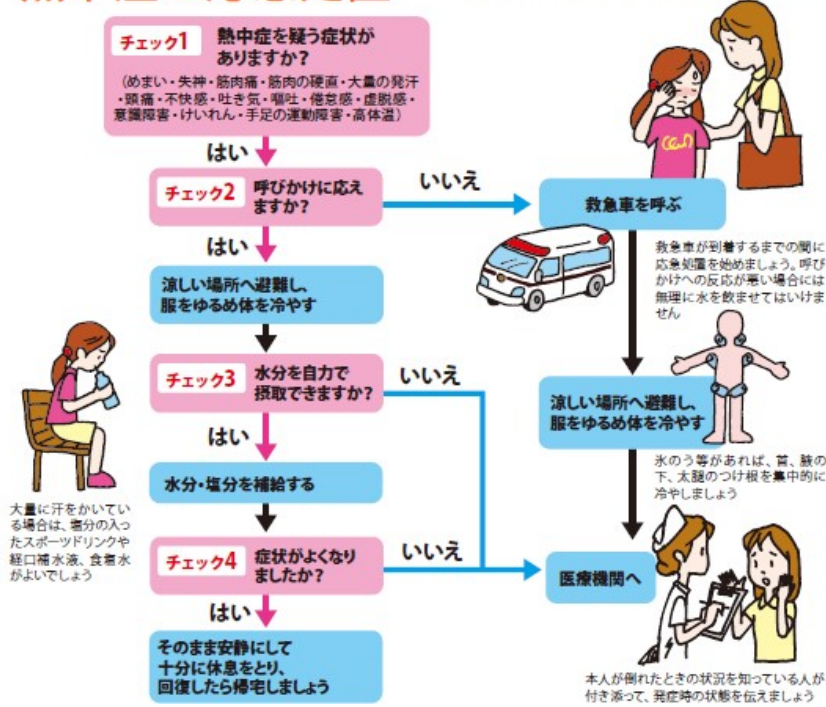 チェック1 熱中症を疑う症状が
ありますか？
（めまい・失神・筋肉痛・筋肉の硬直・大量の発汗
・頭痛・不快感・吐き気・嘔吐・倦怠感・虚脱感・
意識障害・けいれん・手足の運動障害・高体温）
はい
チェック2 呼びかけに応え
ますか？
いいえ
救急車を呼ぶ
救急車が到着するまでの間に
応急処置を始めましょう。呼び
かけへの反応が悪い場合には
無理に水を飲ませてはいけま
せん
はい
涼しい場所へ避難し、
服をゆるめ体を冷やす
チェック3 水分を自力で
摂取できますか？
いいえ
涼しい場所へ避難し、
服をゆるめ体を冷やす
氷のう等があれば、首、腋の
下、太腿のつけ根を集中的に
冷やしましょう
はい
水分・塩分を補給する
大量に汗をかいてい
る場合は、塩分の入っ
たスポーツドリンクや
経口補水液、食塩水
がよいでしょう
チェック4 症状がよくなり
ましたか？
いいえ
医療機関へ
はい
そのまま安静にして
十分に休息をとり、
回復したら帰宅しましょう
本人が倒れたときの状況を知っている人が
付き添って、発症時の状態を伝えましょう